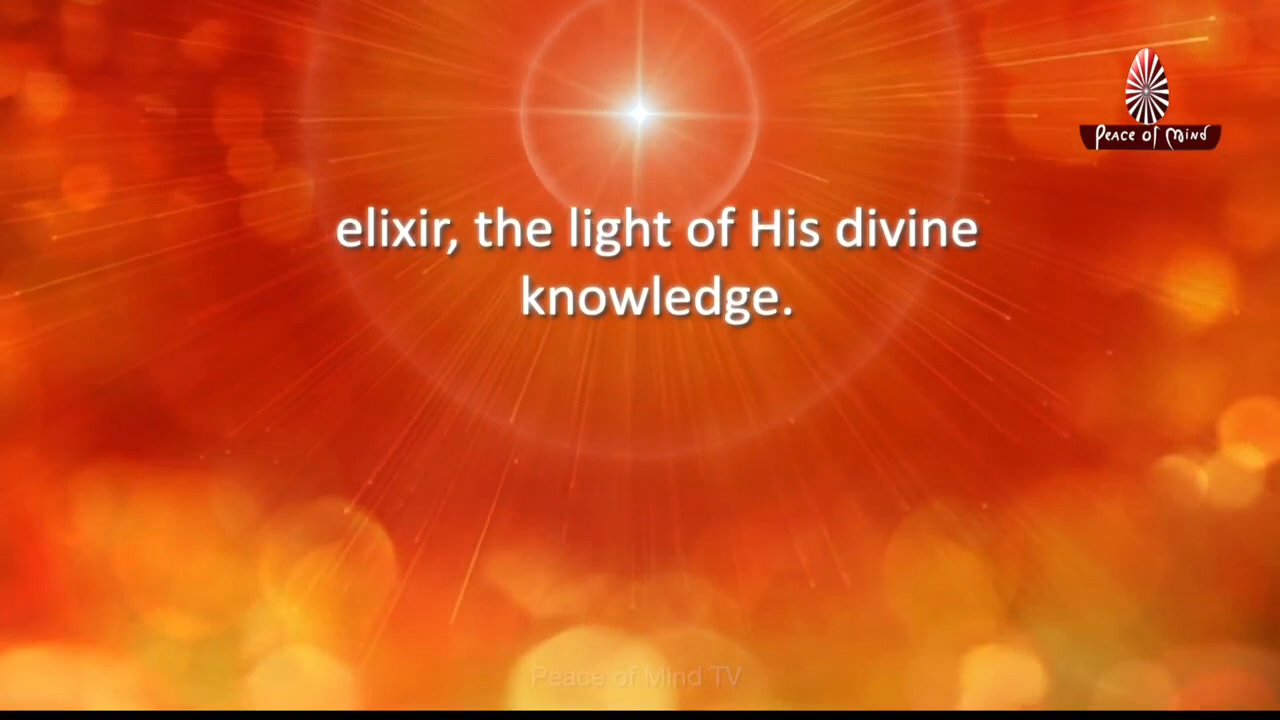 Peace of Mind
elixir, the light of His divine
knowledge.
Peace of Mind TV